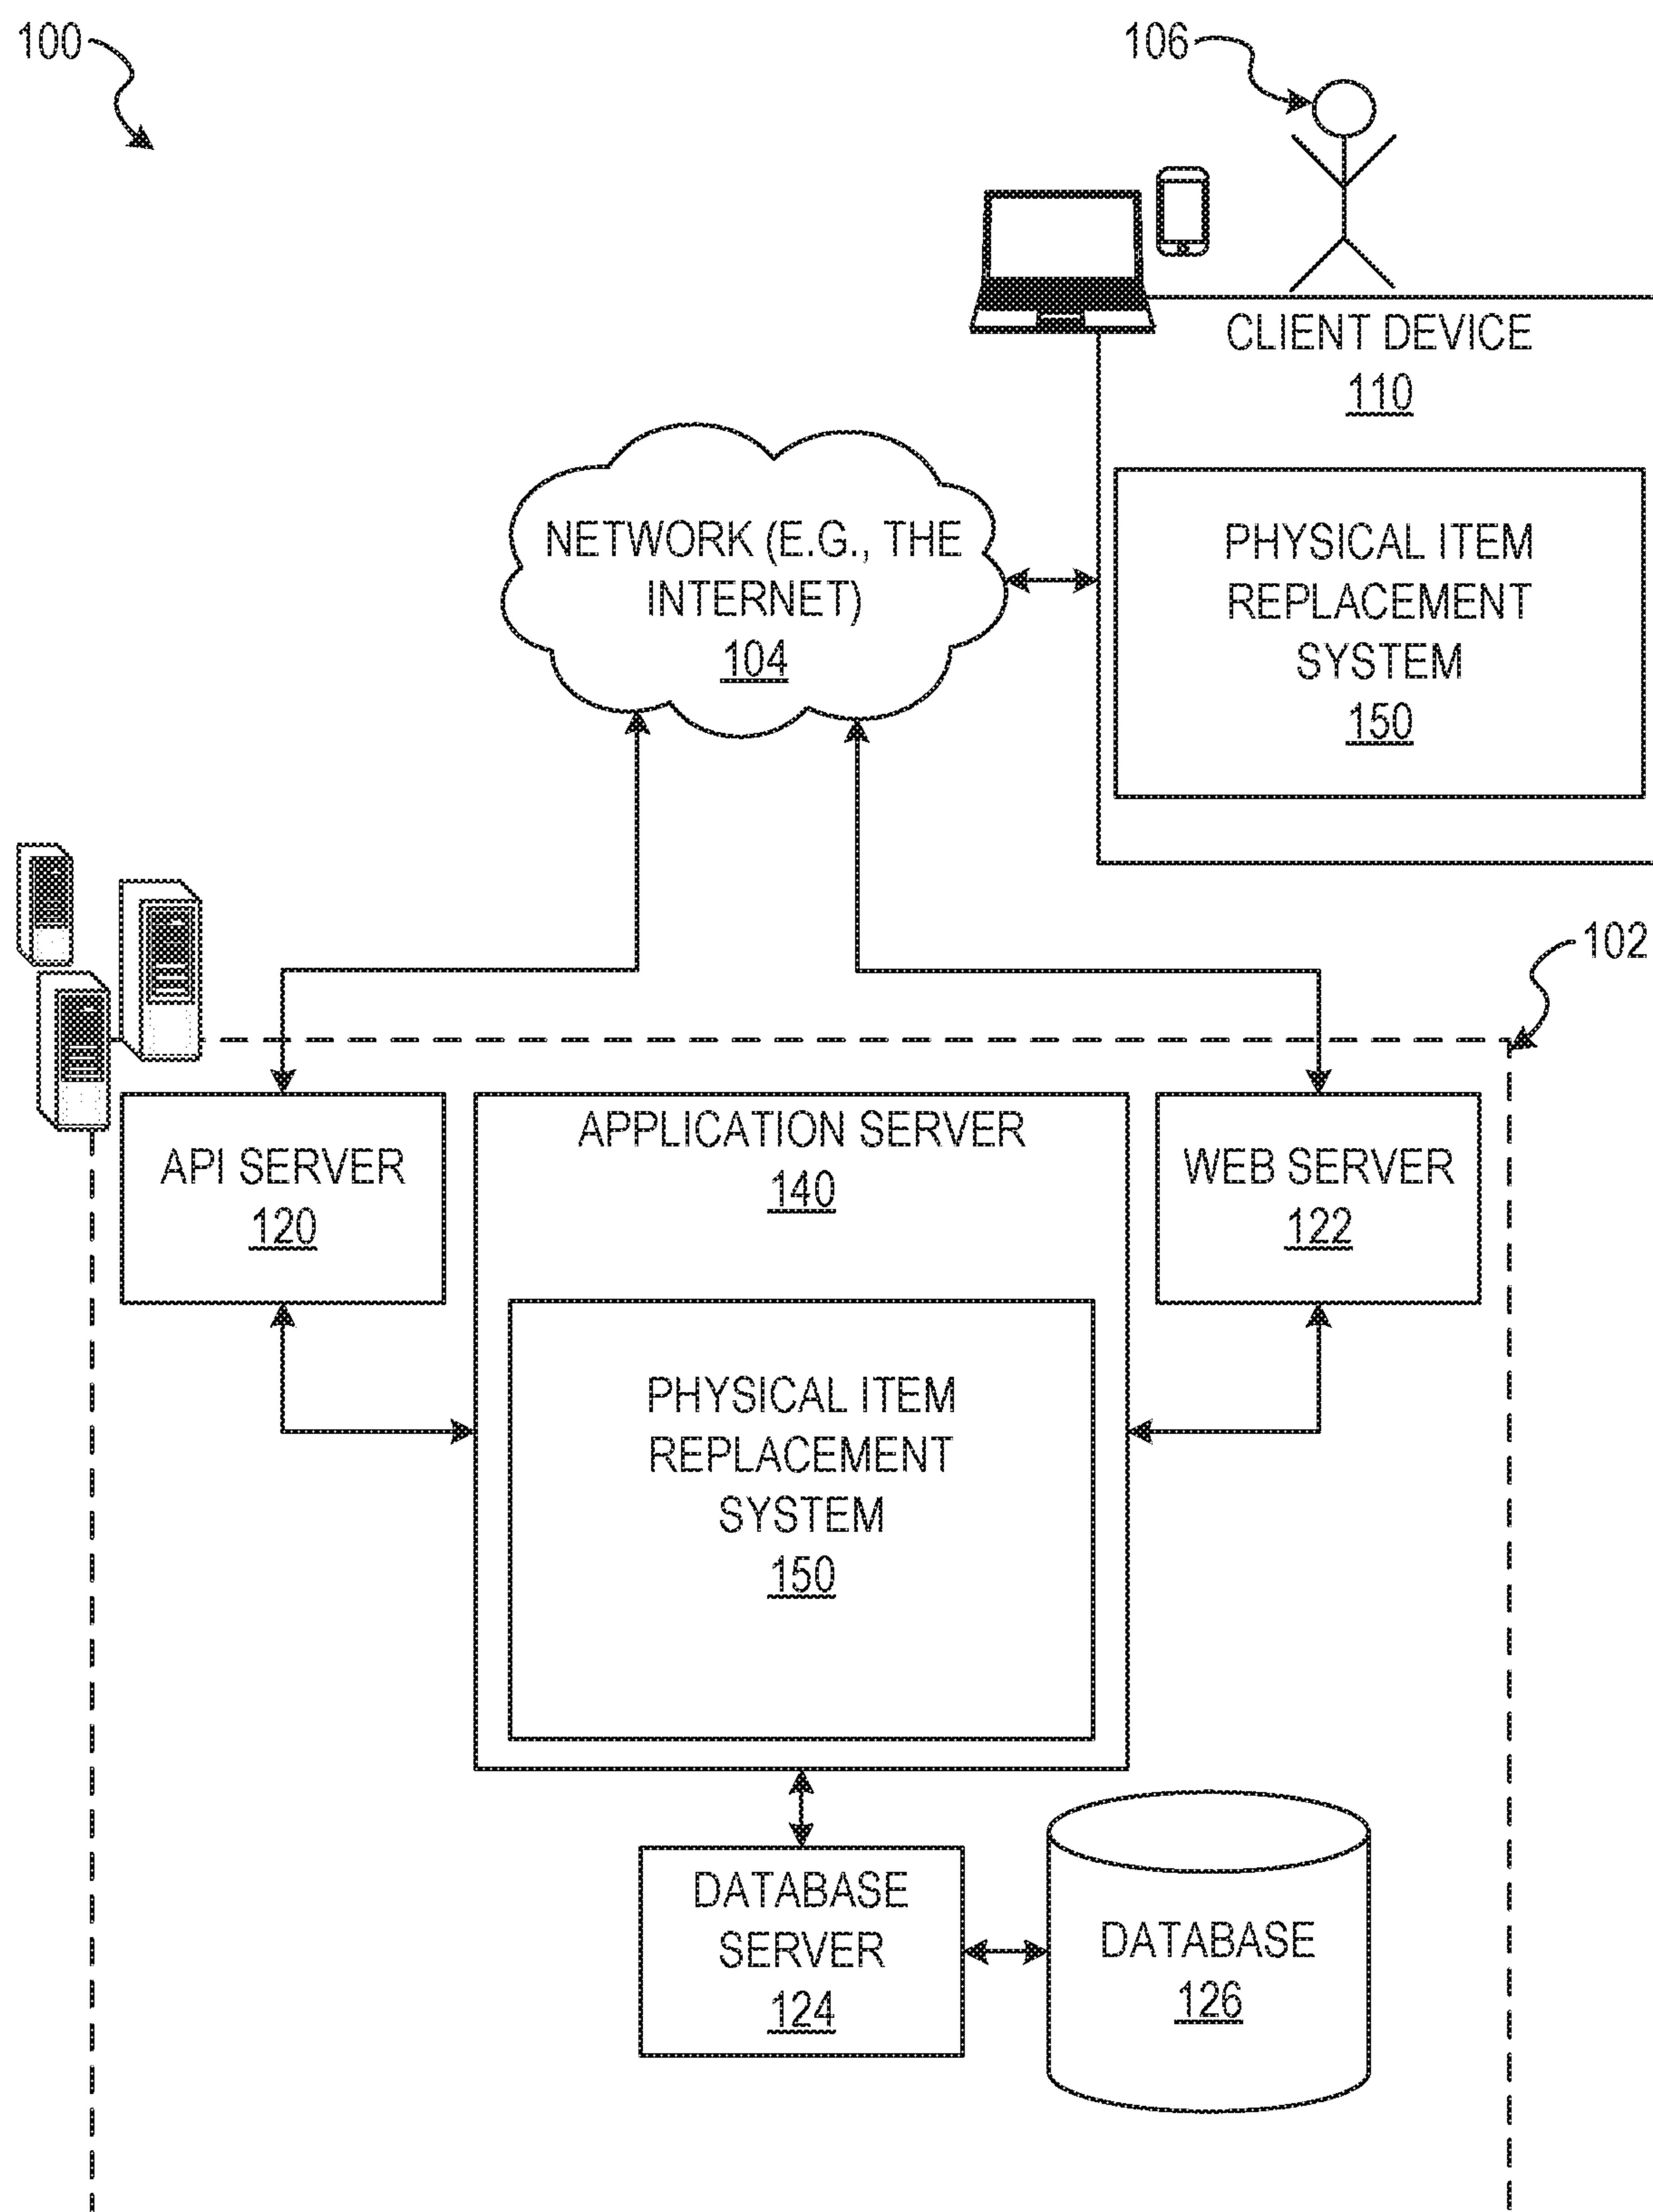 100
106
CLIENT DEVICE
110
NETWORK (E.G., THE
INTERNET)
104
PHYSICAL ITEM
REPLACEMENT
SYSTEM
150
102
API SERVER
120
APPLICATION SERVER
140
WEB SERVER
122
PHYSICAL ITEM
REPLACEMENT
SYSTEM
150
DATABASE
SERVER
124
DATABASE
126